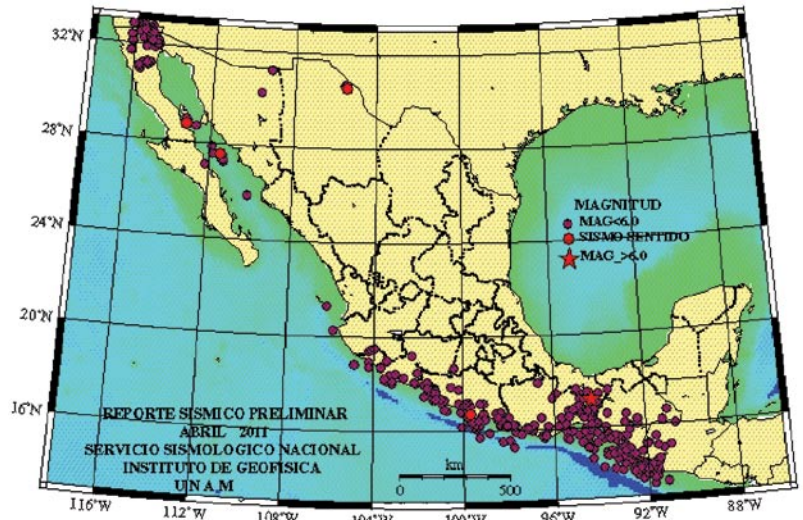 32°N
28°N
24°N
20°N
16°N
MAGNITUD
MAG<6.0
SISMO SENTIDO
MAG_>6.0
REPORTE SISMICO PRELIMINAR
ABRIL 2011
SERVICIO SISMOLOGICO NACIONAL
INSTITUTO DE GEOFISICA
U N A M
km
0 500
116°W 112°W 108°W 104°W 100°W 96°W 92°W 88°W